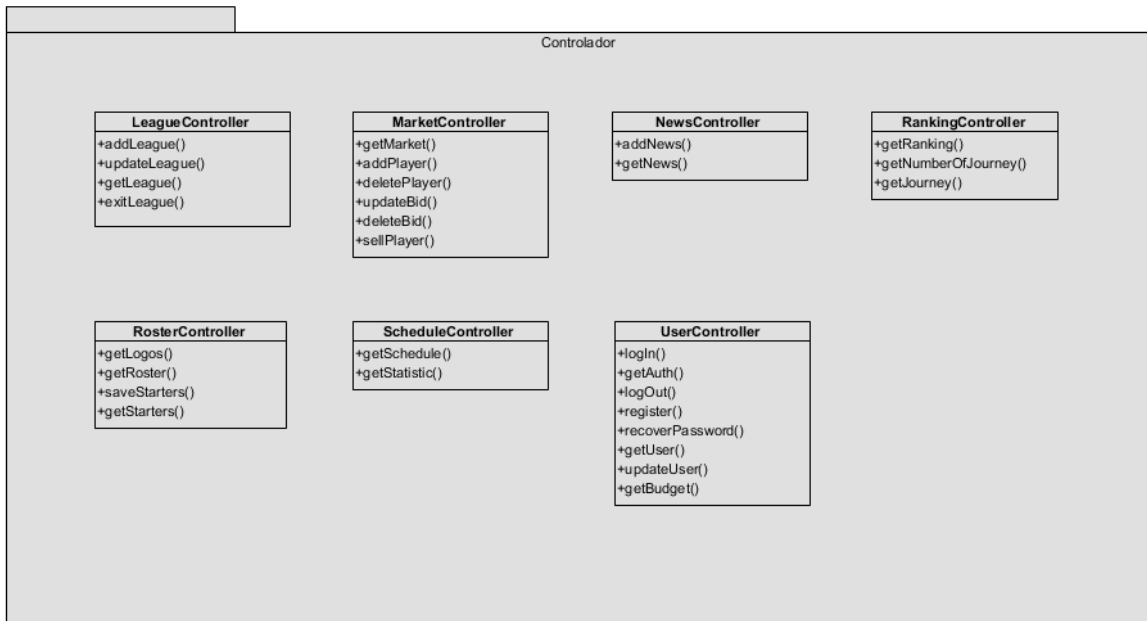 Controlador
LeagueController
+addLeague()
+updateLeague()
+getLeague()
+exitLeague()
MarketController
+getMarket()
+addPlayer()
+deletePlayer()
+updateBid()
+deleteBid()
+sellPlayer()
NewsController
+addNews()
+getNews()
RankingController
+getRanking()
+getNumberOfJourney()
+getJourney()
RosterController
+getLogos()
+getRoster()
+saveStarters()
+getStarters()
ScheduleController
+getSchedule()
+getStatistic()
UserController
+logIn()
+getAuth()
+logOut()
+register()
+recoverPassword()
+getUser()
+updateUser()
+getBudget()